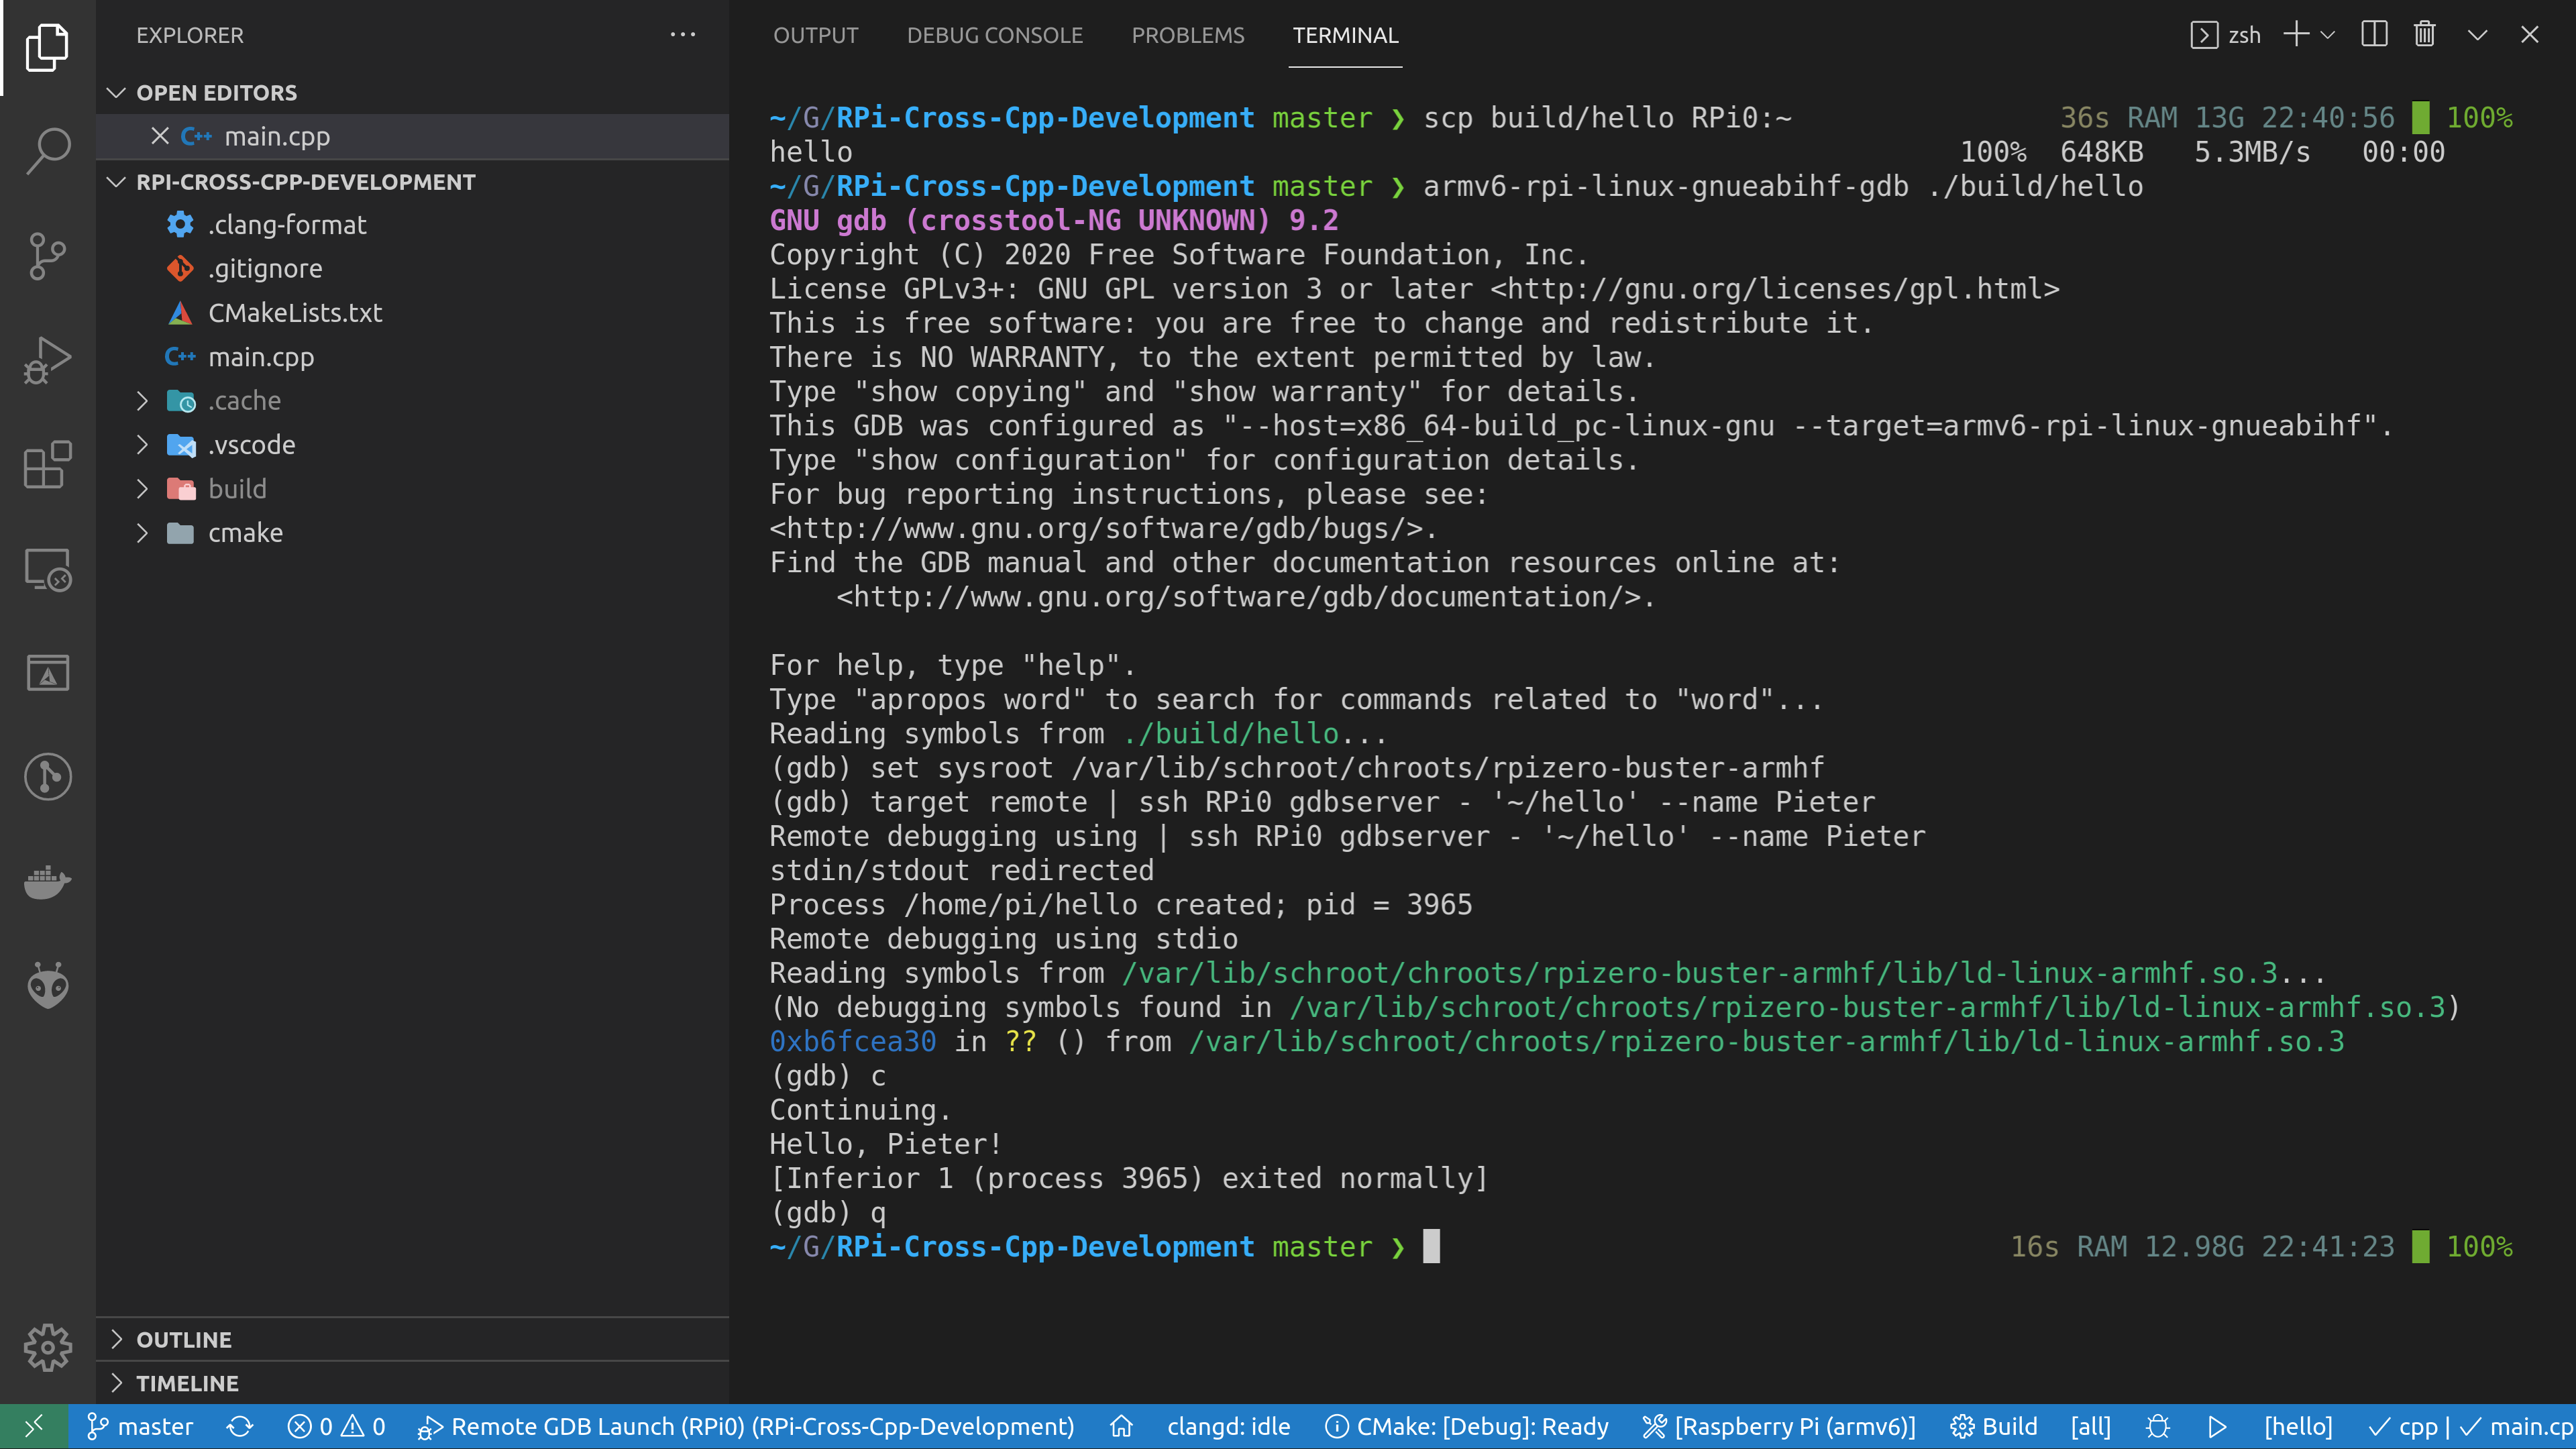 EXPLORER
OPEN EDITORS
main.cpp
RPI-CROSS-CPP-DEVELOPMENT
.clang-format
.gitignore
CMakeLists.txt
C++ main.cpp
.cache
.vscode
build
cmake
OUTLINE
TIMELINE
OUTPUT DEBUG CONSOLE PROBLEMS TERMINAL zsh
~/G/RPi-Cross-Cpp-Development master ❯ scp build/hello RPi0:~ 36s RAM 13G 22:40:56 █ 100%
hello 100% 648KB 5.3MB/s 00:00
~/G/RPi-Cross-Cpp-Development master ❯ armv6-rpi-linux-gnueabihf-gdb ./build/hello
GNU gdb (crosstool-NG UNKNOWN) 9.2
Copyright (C) 2020 Free Software Foundation, Inc.
License GPLv3+: GNU GPL version 3 or later <http://gnu.org/licenses/gpl.html>
This is free software: you are free to change and redistribute it.
There is NO WARRANTY, to the extent permitted by law.
Type "show copying" and "show warranty" for details.
This GDB was configured as "--host=x86_64-build_pc-linux-gnu --target=armv6-rpi-linux-gnueabihf".
Type "show configuration" for configuration details.
For bug reporting instructions, please see:
<http://www.gnu.org/software/gdb/bugs/>.
Find the GDB manual and other documentation resources online at:
<http://www.gnu.org/software/gdb/documentation/>.
For help, type "help".
Type "apropos word" to search for commands related to "word"...
Reading symbols from ./build/hello...
(gdb) set sysroot /var/lib/schroot/chroots/rpizero-buster-armhf
(gdb) target remote | ssh RPi0 gdbserver - '~/hello' --name Pieter
Remote debugging using | ssh RPi0 gdbserver - '~/hello' --name Pieter
stdin/stdout redirected
Process /home/pi/hello created; pid = 3965
Remote debugging using stdio
Reading symbols from /var/lib/schroot/chroots/rpizero-buster-armhf/lib/ld-linux-armhf.so.3...
(No debugging symbols found in /var/lib/schroot/chroots/rpizero-buster-armhf/lib/ld-linux-armhf.so.3)
0xb6fcea30 in ?? () from /var/lib/schroot/chroots/rpizero-buster-armhf/lib/ld-linux-armhf.so.3
(gdb) c
Continuing.
Hello, Pieter!
[Inferior 1 (process 3965) exited normally]
(gdb) q
~/G/RPi-Cross-Cpp-Development master ❯ 16s RAM 12.98G 22:41:23 █ 100%
master 0 0 Remote GDB Launch (RPi0) (RPi-Cross-Cpp-Development) clangd: idle CMake: [Debug]: Ready [Raspberry Pi (armv6)] Build [all] [hello] ✓ cpp | ✓ main.cp